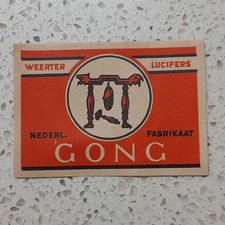 WEERTER LUCIFERS
NEDERL. FABRIKAAT
GONG